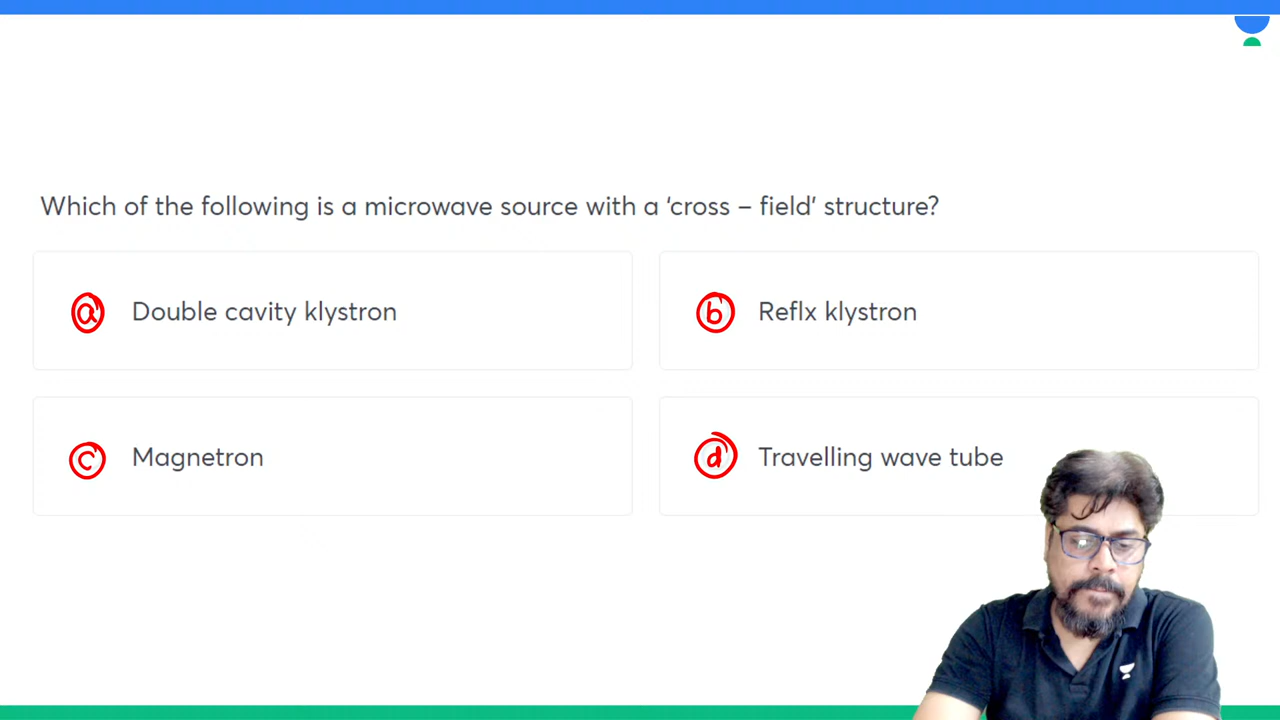 Which of the following is a microwave source with a ‘cross – field’ structure?
a Double cavity klystron
b Reflx klystron
c Magnetron
d Travelling wave tube